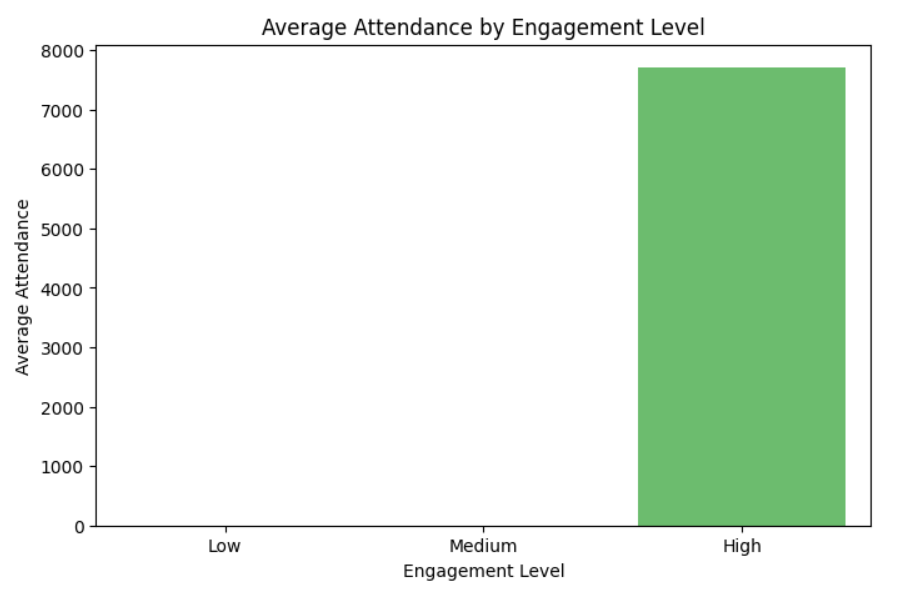 Average Attendance by Engagement Level
8000
7000
6000
5000
4000
3000
2000
1000
0
Average Attendance
Low Medium High
Engagement Level